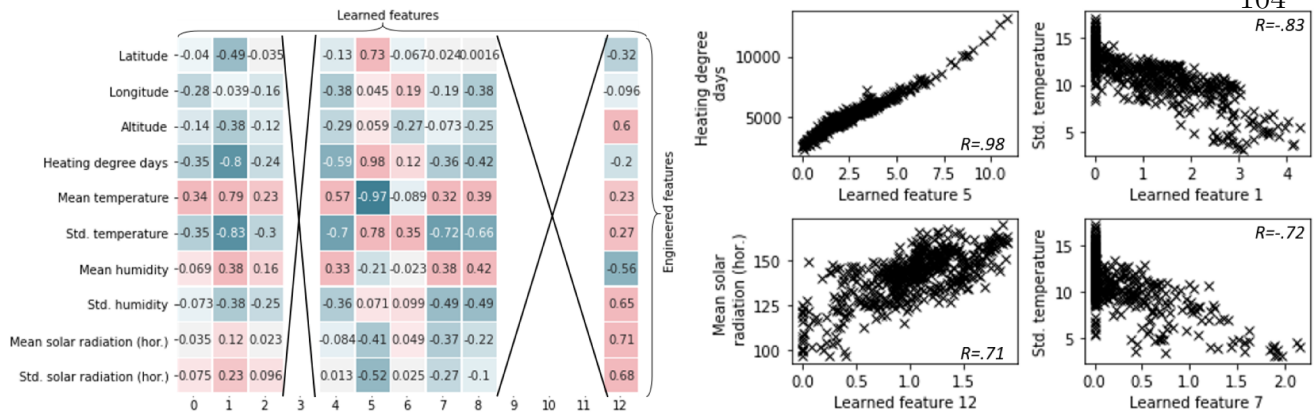 104
Learned features
Latitude -0.04 -0.49 -0.035 -0.13 0.73 -0.067 -0.024 0.0016 -0.32
Longitude -0.28 -0.039 -0.16 -0.38 0.045 0.19 -0.19 -0.38 -0.096
Altitude -0.14 -0.38 -0.12 -0.29 0.059 -0.27 -0.073 -0.25 0.6
Heating degree days -0.35 -0.8 -0.24 -0.59 0.98 0.12 -0.36 -0.42 -0.2
Mean temperature 0.34 0.79 0.23 0.57 -0.97 -0.089 0.32 0.39 0.23
Std. temperature -0.35 -0.83 -0.3 -0.7 0.78 0.35 -0.72 -0.66 0.27
Mean humidity 0.069 0.38 0.16 0.33 -0.21 -0.023 0.38 0.42 -0.56
Std. humidity -0.073 -0.38 -0.25 -0.36 0.071 0.099 -0.49 -0.49 0.65
Mean solar radiation (hor.) 0.035 0.12 0.023 -0.084 -0.41 0.049 -0.37 -0.22 0.71
Std. solar radiation (hor.) 0.075 0.23 0.096 0.013 -0.52 0.025 -0.27 -0.1 0.68
0 1 2 3 4 5 6 7 8 9 10 11 12
Engineered features
Heating degree
days
10000
5000
R=.98
0.0 2.5 5.0 7.5 10.0
Learned feature 5
Std. temperature
15
10
5
R=-.83
0 1 2 3 4
Learned feature 1
Mean solar
radiation (hor.)
150
125
100
R=.71
0.0 0.5 1.0 1.5
Learned feature 12
Std. temperature
15
10
5
R=-.72
0.0 0.5 1.0 1.5 2.0
Learned feature 7